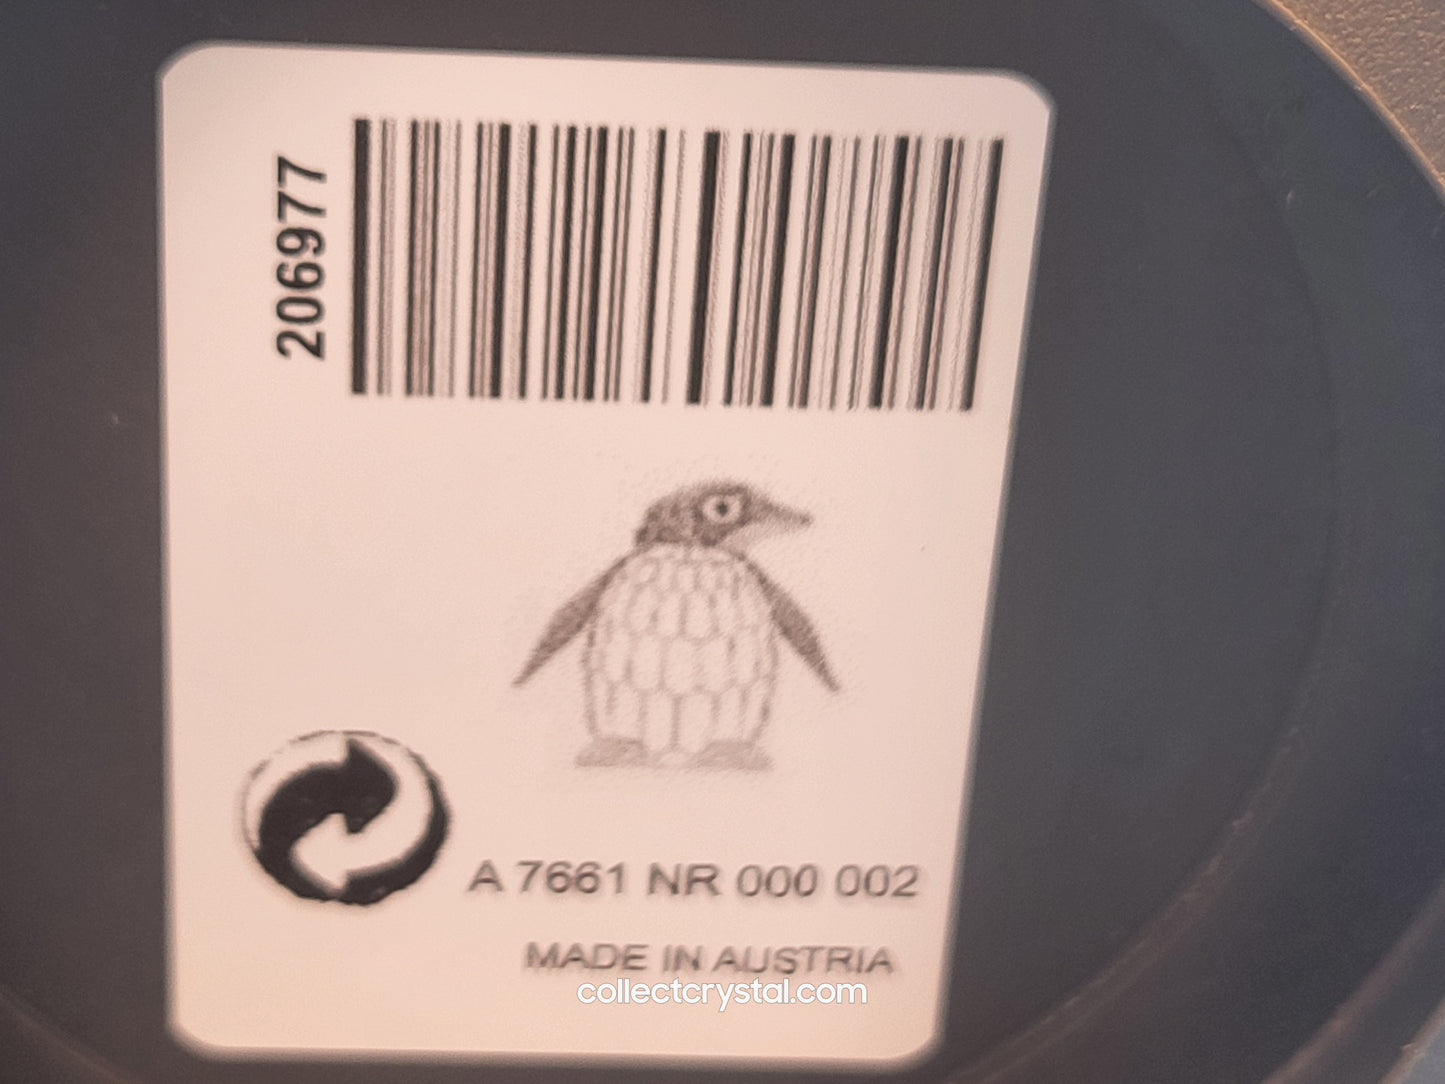 206977
A 7661 NR 000 002
MADE IN AUSTRIA
collectcrystal.com